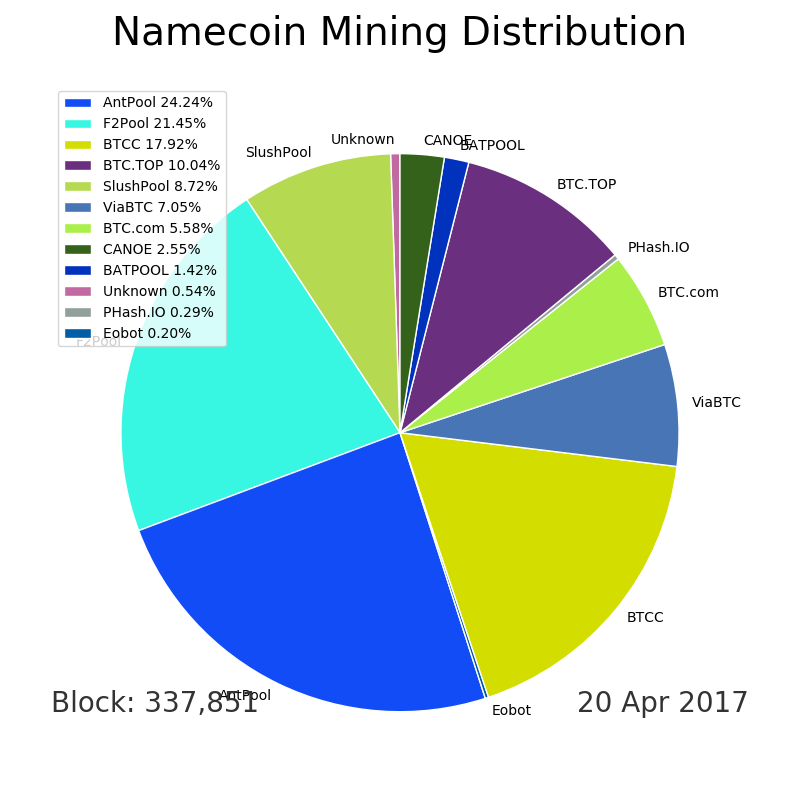 Namecoin Mining Distribution
AntPool 24.24%
F2Pool 21.45%
BTCC 17.92%
BTC.TOP 10.04%
SlushPool 8.72%
ViaBTC 7.05%
BTC.com 5.58%
CANOE 2.55%
BATPOOL 1.42%
Unknown 0.54%
PHash.IO 0.29%
Eobot 0.20%
Unknown
CANOE
BATPOOL
SlushPool
BTC.TOP
PHash.IO
BTC.com
F2Pool
ViaBTC
BTCC
AntPool
Eobot
Block: 337,851
20 Apr 2017